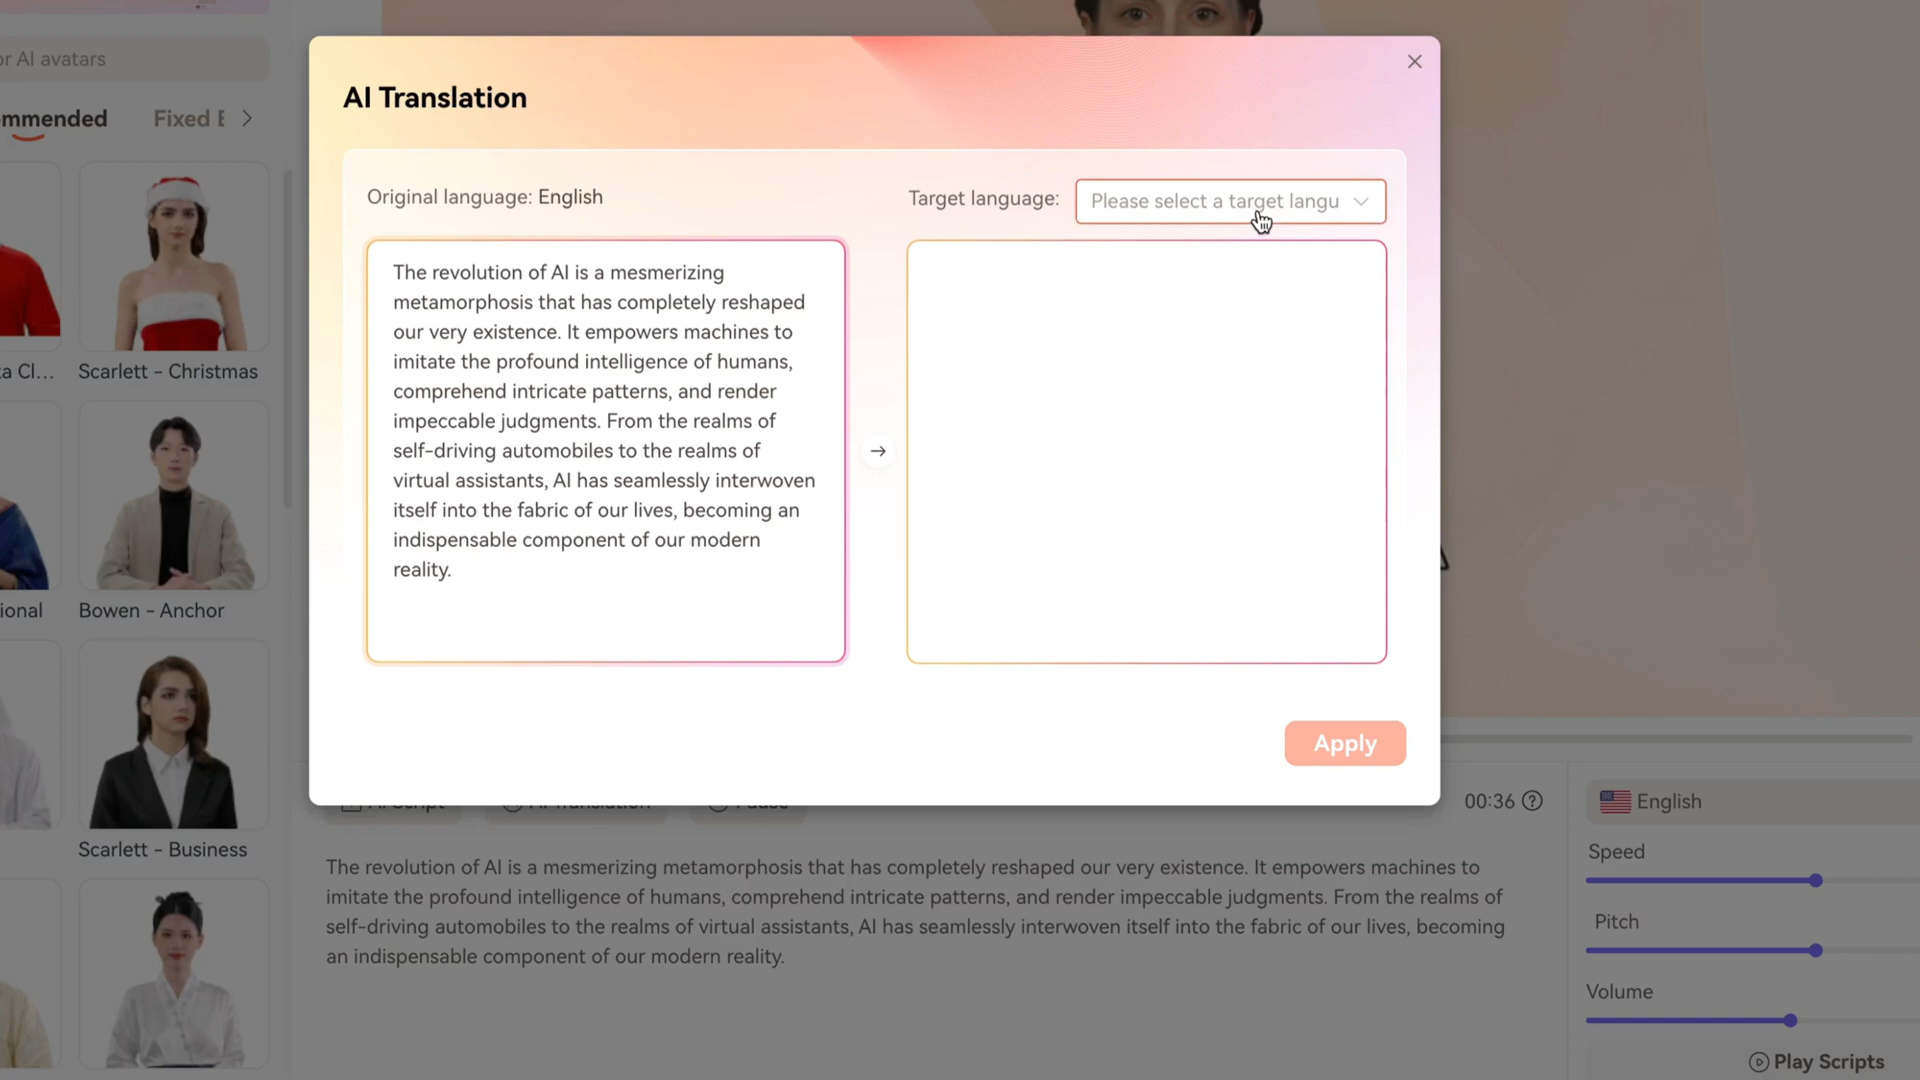 or AI avatars
mmended
Fixed
Scarlett - Christmas
Bowen - Anchor
ional
Scarlett - Business
AI Translation
Original language: English
Target language:
Please select a target langu
The revolution of AI is a mesmerizing
metamorphosis that has completely reshaped
our very existence. It empowers machines to
imitate the profound intelligence of humans,
comprehend intricate patterns, and render
impeccable judgments. From the realms of
self-driving automobiles to the realms of
virtual assistants, AI has seamlessly interwoven
itself into the fabric of our lives, becoming an
indispensable component of our modern
reality.
Apply
AI Script
AI Translation
Pause
00:36
The revolution of AI is a mesmerizing metamorphosis that has completely reshaped our very existence. It empowers machines to
imitate the profound intelligence of humans, comprehend intricate patterns, and render impeccable judgments. From the realms of
self-driving automobiles to the realms of virtual assistants, AI has seamlessly interwoven itself into the fabric of our lives, becoming
an indispensable component of our modern reality.
English
Speed
Pitch
Volume
Play Scripts